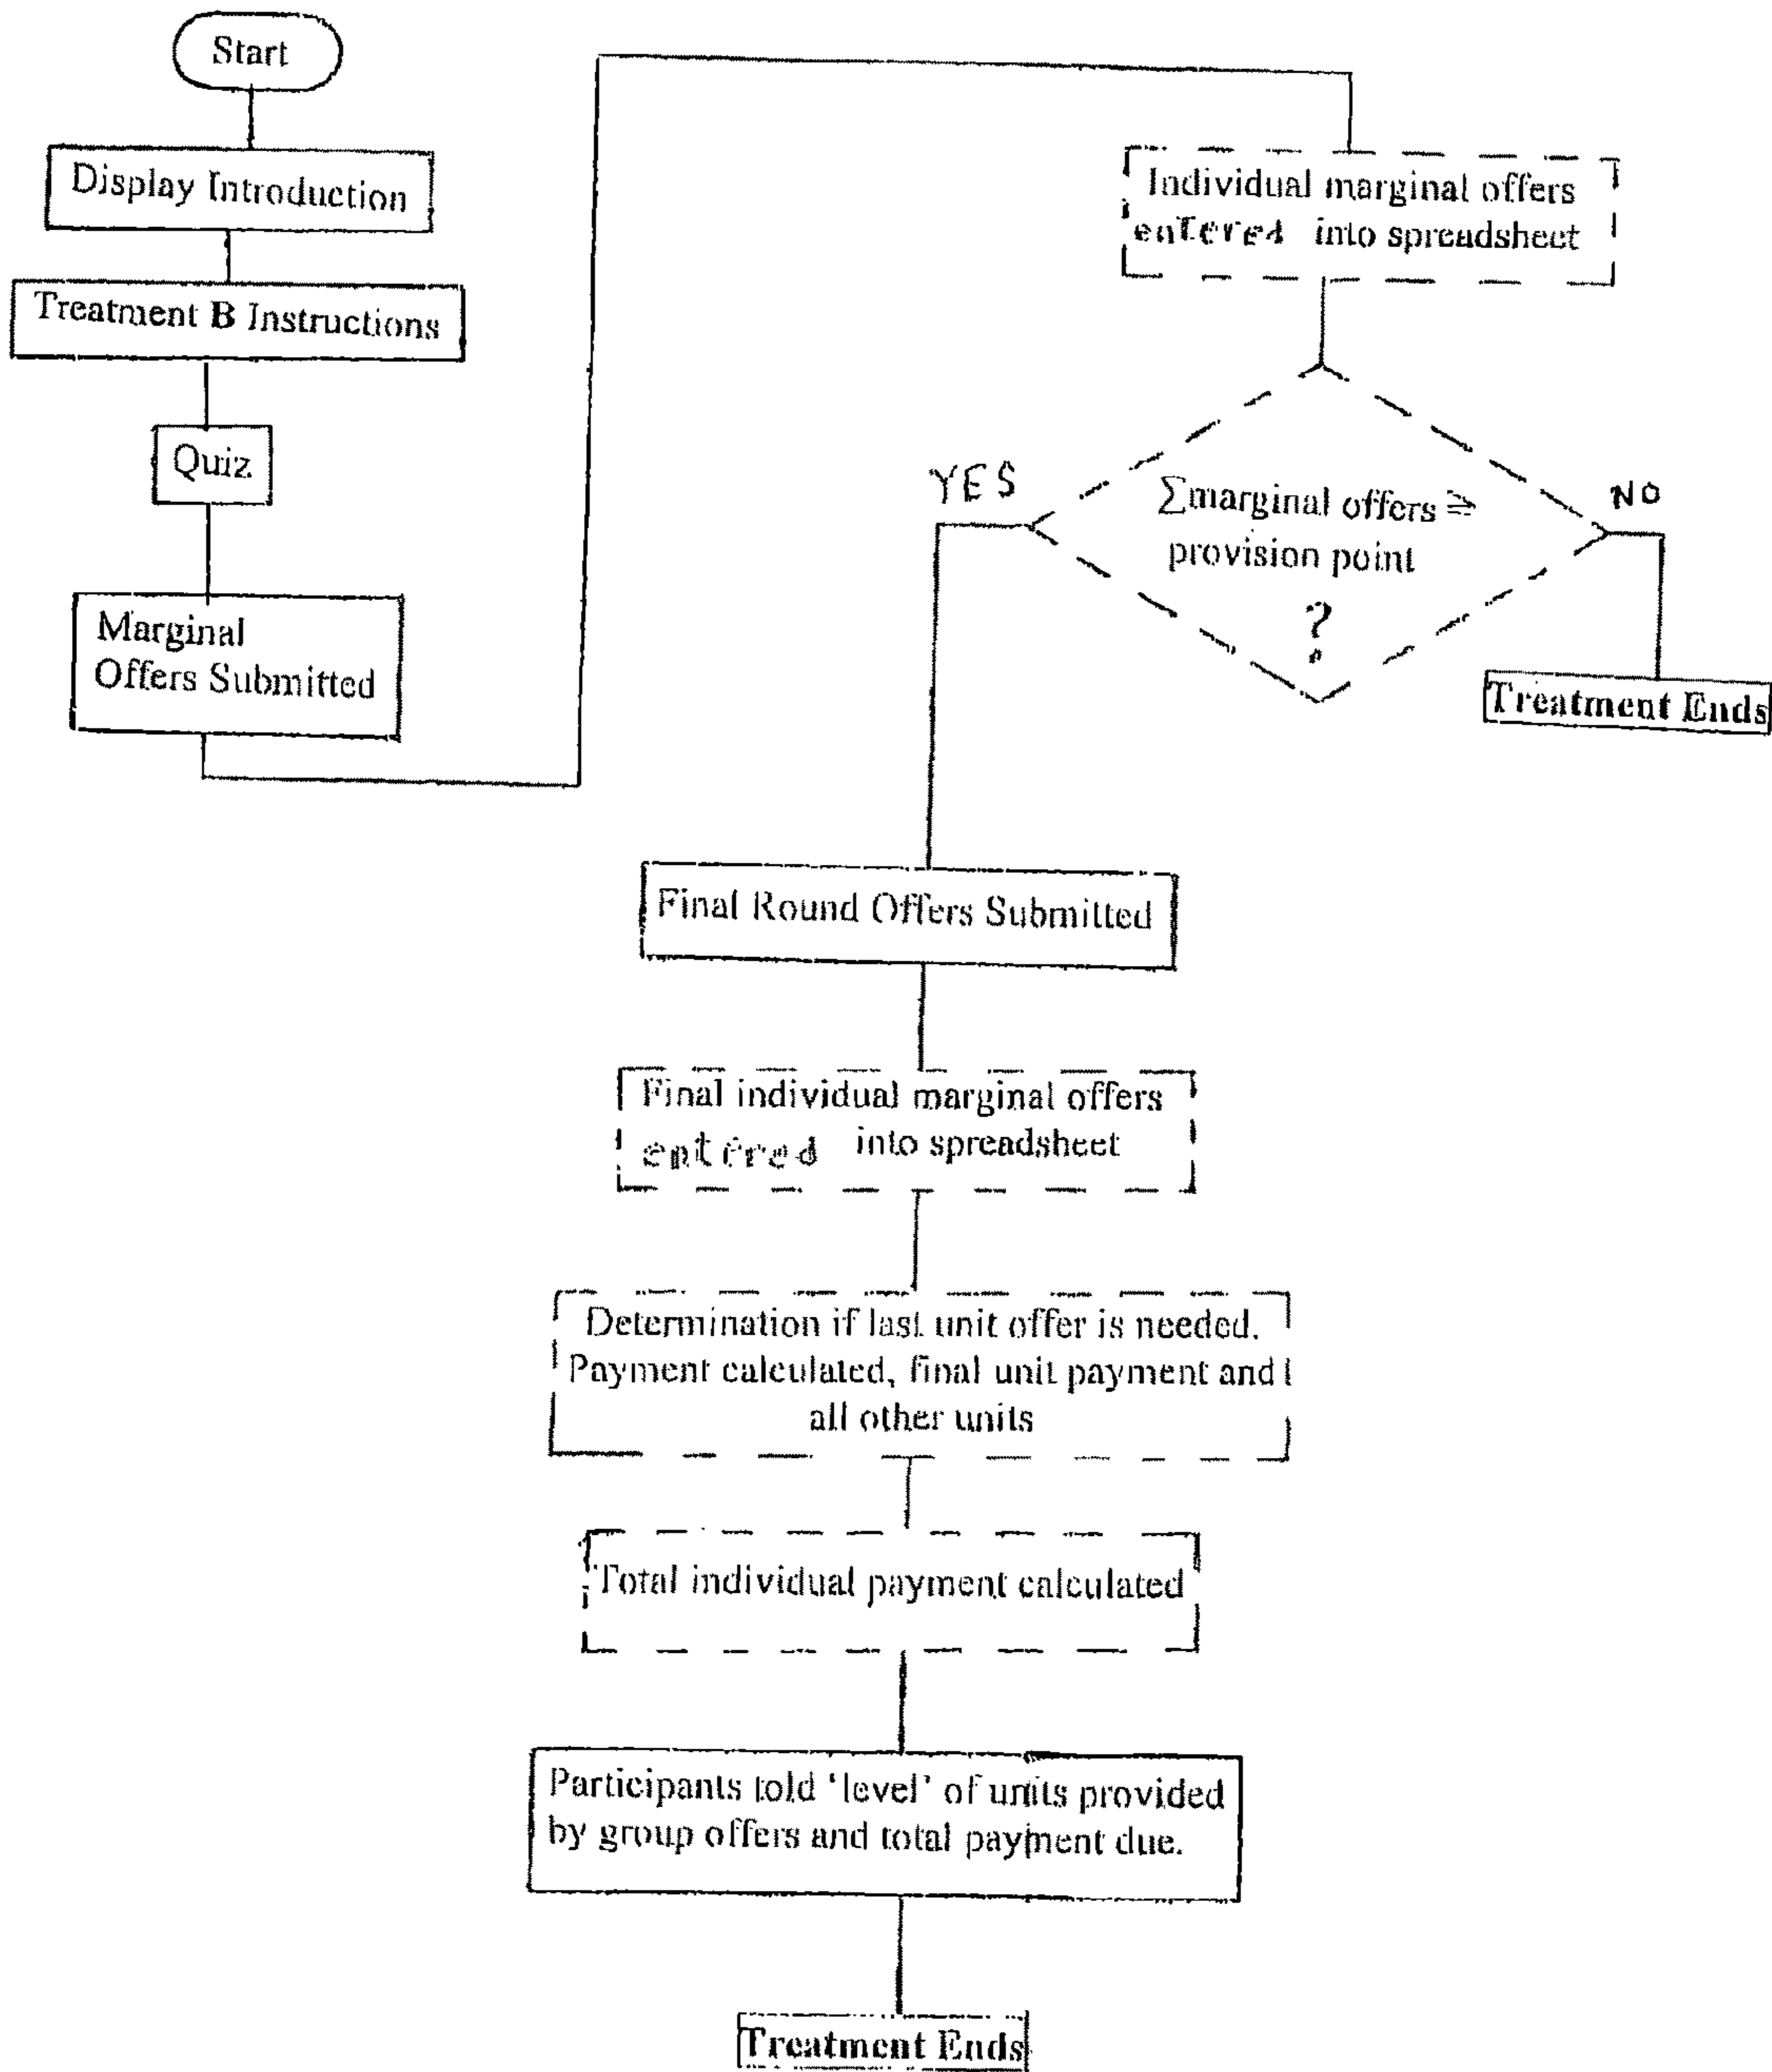 Start
Display Introduction
Treatment B Instructions
Quiz
Marginal
Offers Submitted
Individual marginal offers
entered into spreadsheet
YES
∑marginal offers ≥
provision point
?
NO
Treatment Ends
Final Round Offers Submitted
Final individual marginal offers
entered into spreadsheet
Determination if last unit offer is needed.
Payment calculated, final unit payment and
all other units
Total individual payment calculated
Participants told ‘level’ of units provided
by group offers and total payment due.
Treatment Ends